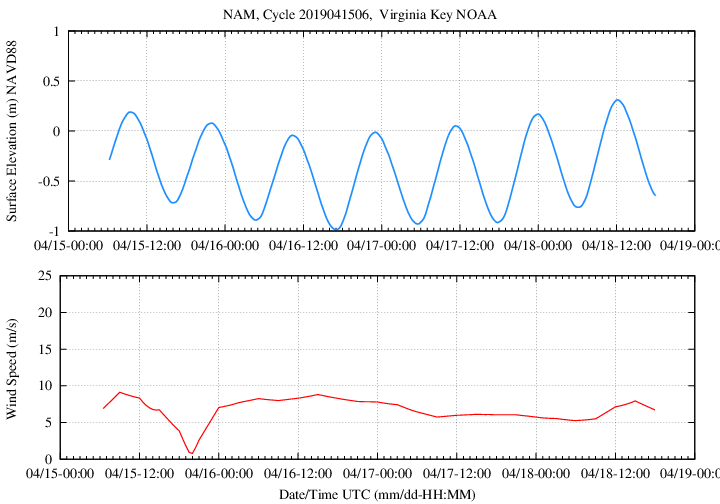 NAM, Cycle 2019041506,  Virginia Key NOAA
Surface Elevation (m) NAVD88
1
0.5
0
-0.5
-1
04/15-00:00 04/15-12:00 04/16-00:00 04/16-12:00 04/17-00:00 04/17-12:00 04/18-00:00 04/18-12:00 04/19-0
Wind Speed (m/s)
25
20
15
10
5
0
04/15-00:00 04/15-12:00 04/16-00:00 04/16-12:00 04/17-00:00 04/17-12:00 04/18-00:00 04/18-12:00 04/19-0
Date/Time UTC (mm/dd-HH:MM)